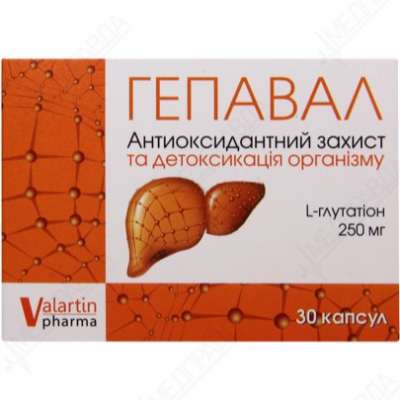 ГЕПАВАЛ
Антиоксидантний захист
та детоксикація організму
L-глутатіон
250 мг
Valartin
pharma
30 капсул